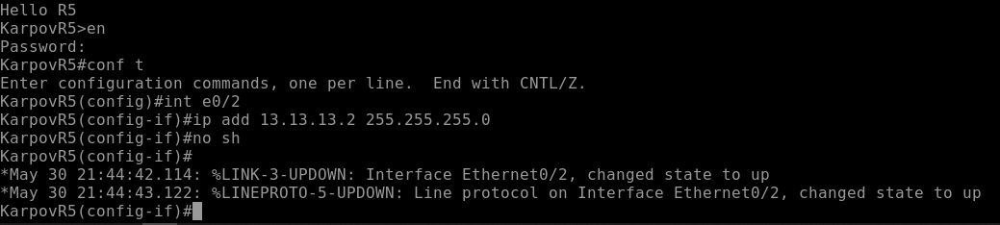 Hello R5
KarpovR5>en
Password:
KarpovR5#conf t
Enter configuration commands, one per line.  End with CNTL/Z.
KarpovR5(config)#int e0/2
KarpovR5(config-if)#ip add 13.13.13.2 255.255.255.0
KarpovR5(config-if)#no sh
KarpovR5(config-if)#
*May 30 21:44:42.114: %LINK-3-UPDOWN: Interface Ethernet0/2, changed state to up
*May 30 21:44:43.122: %LINEPROTO-5-UPDOWN: Line protocol on Interface Ethernet0/2, changed state to up
KarpovR5(config-if)#